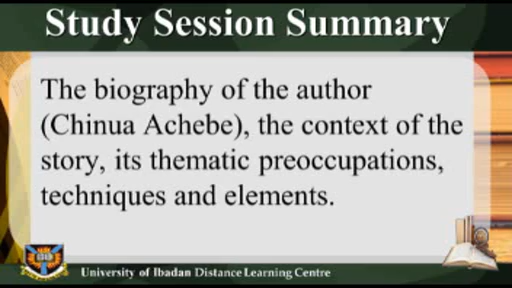 Study Session Summary
The biography of the author
(Chinua Achebe), the context of the
story, its thematic preoccupations,
techniques and elements.
University of Ibadan Distance Learning Centre